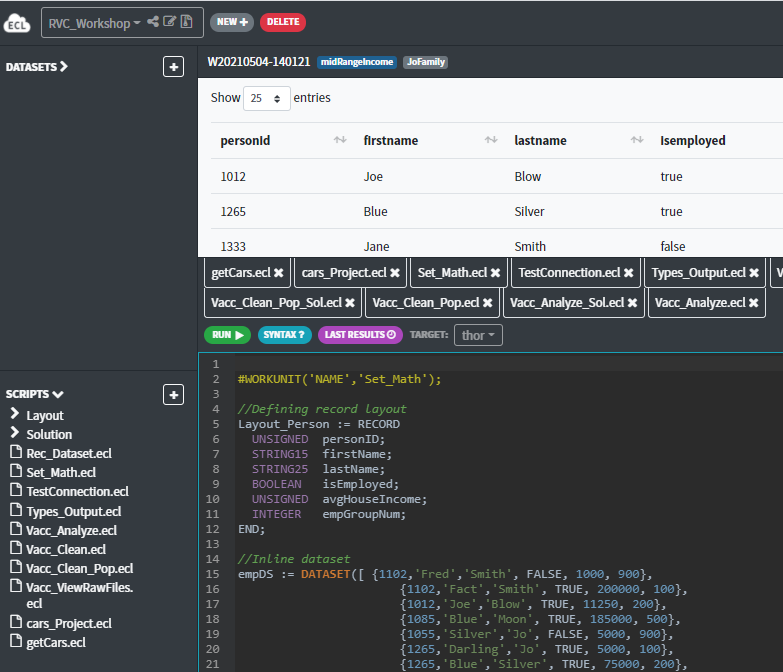 ECL RVC_Workshop NEW + DELETE
DATASETS
+
W20210504-140121 midRangeIncome JoFamily
Show 25 entries
personId firstname lastname Isemployed
1012 Joe Blow true
1265 Blue Silver true
1333 Jane Smith false
getCars.ecl ✖ cars_Project.ecl ✖ Set_Math.ecl ✖ TestConnection.ecl ✖ Types_Output.ecl ✖ V
Vacc_Clean_Pop_Sol.ecl ✖ Vacc_Clean_Pop.ecl ✖ Vacc_Analyze_Sol.ecl ✖ Vacc_Analyze.ecl ✖
RUN SYNTAX ? LAST RESULTS TARGET: thor
SCRIPTS
+
Layout
Solution
Rec_Dataset.ecl
Set_Math.ecl
TestConnection.ecl
Types_Output.ecl
Vacc_Analyze.ecl
Vacc_Clean.ecl
Vacc_Clean_Pop.ecl
Vacc_ViewRawFiles.
ecl
cars_Project.ecl
getCars.ecl
1
2 #WORKUNIT('NAME','Set_Math');
3
4 //Defining record layout
5 Layout_Person := RECORD
6 UNSIGNED personID;
7 STRING15 firstName;
8 STRING25 lastName;
9 BOOLEAN isEmployed;
10 UNSIGNED avgHouseIncome;
11 INTEGER empGroupNum;
12 END;
13
14 //Inline dataset
15 empDS := DATASET([ {1102,'Fred','Smith', FALSE, 1000, 900},
16 {1102,'Fact','Smith', TRUE, 200000, 100},
17 {1012,'Joe','Blow', TRUE, 11250, 200},
18 {1085,'Blue','Moon', TRUE, 185000, 500},
19 {1055,'Silver','Jo', FALSE, 5000, 900},
20 {1265,'Darling','Jo', TRUE, 5000, 100},
21 {1265,'Blue','Silver', TRUE, 75000, 200},